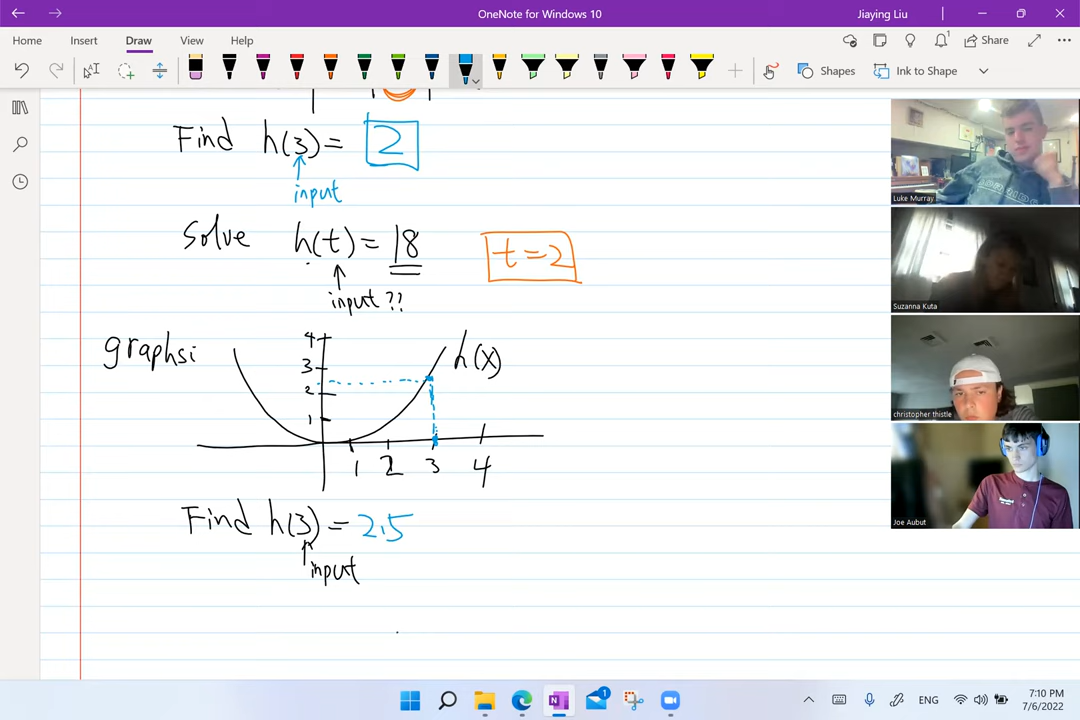 OneNote for Windows 10
Jiaying Liu
Home Insert Draw View Help
Share
Shapes
Ink to Shape
Find h(3) = 2
input
Solve h(t) = 18
t = 2
input ??
graphsi
4
3
2
1
h(x)
1 2 3 4
Find h(3) = 2.5
input
Luke Murray
Suzanna Kuta
christopher thistle
Joe Aubut
1
ENG
7:10 PM
7/6/2022